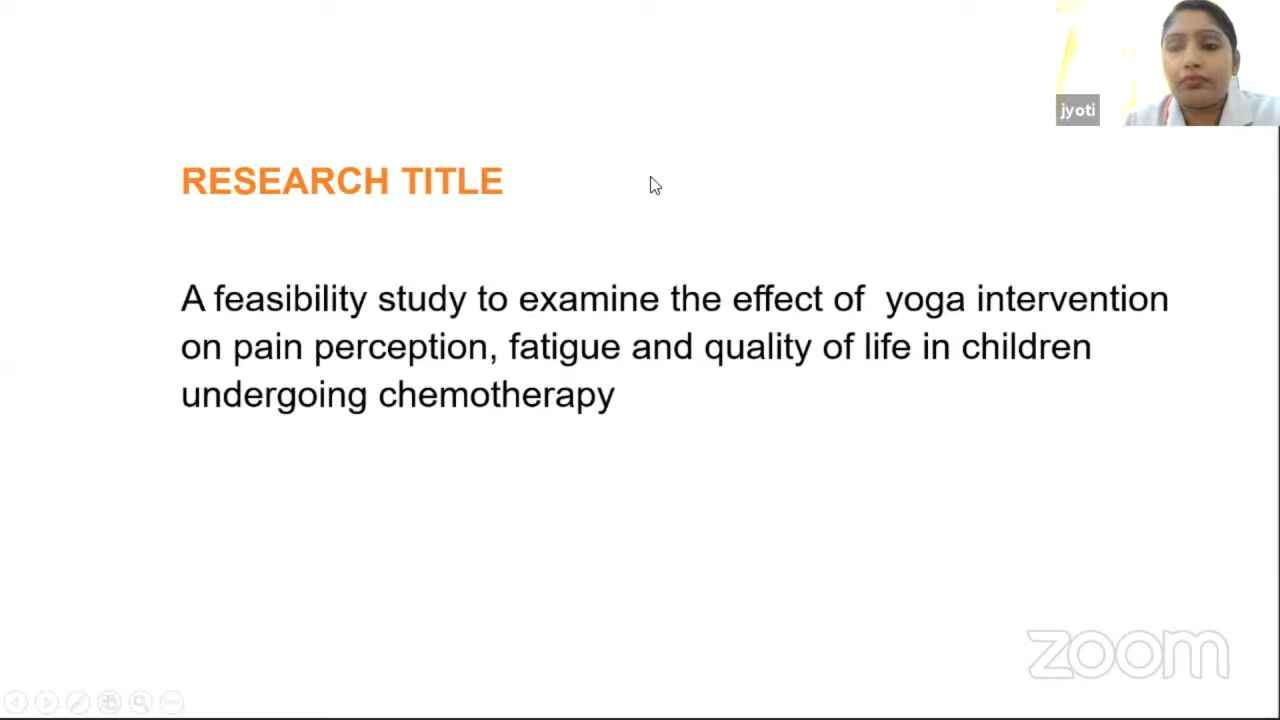 jyoti
RESEARCH TITLE
A feasibility study to examine the effect of  yoga intervention
on pain perception, fatigue and quality of life in children
undergoing chemotherapy
zoom